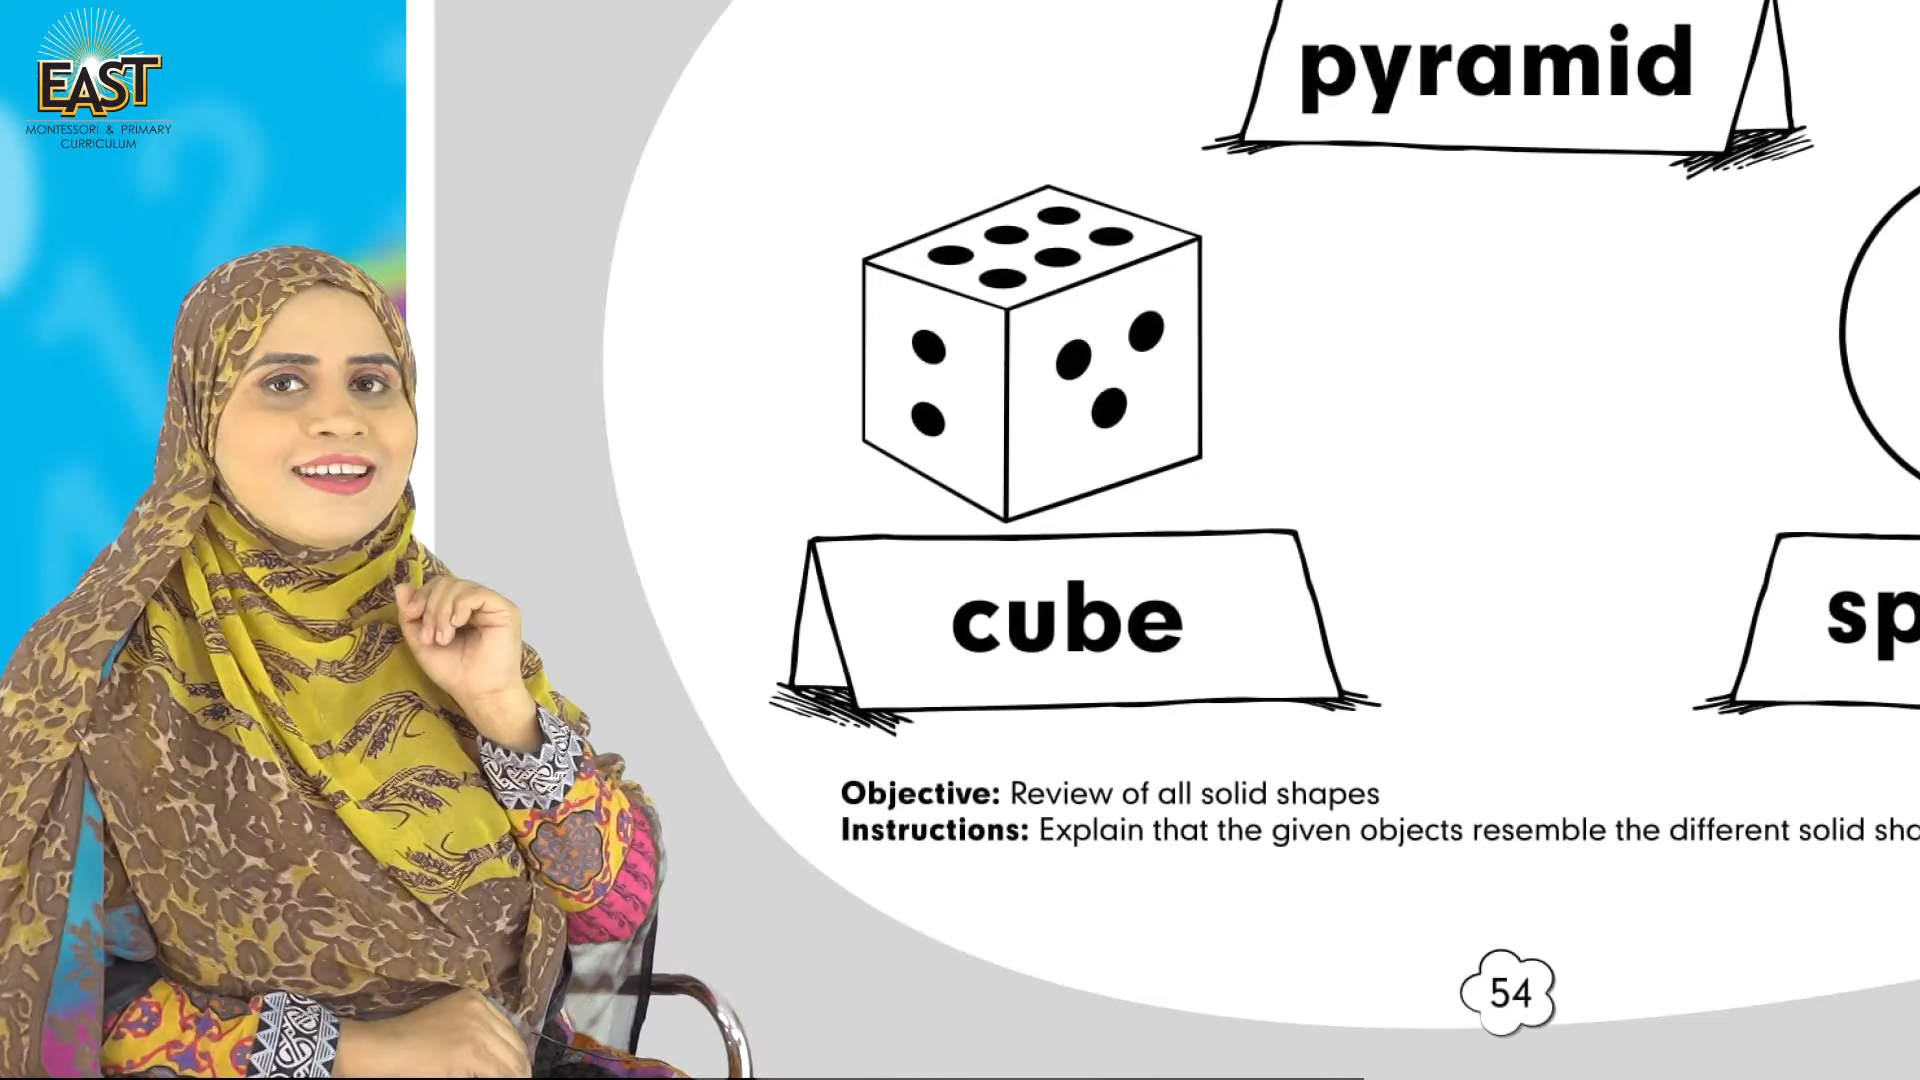 EAST
MONTESSORI & PRIMARY
CURRICULUM
pyramid
cube
sp
Objective: Review of all solid shapes
Instructions: Explain that the given objects resemble the different solid sha
54